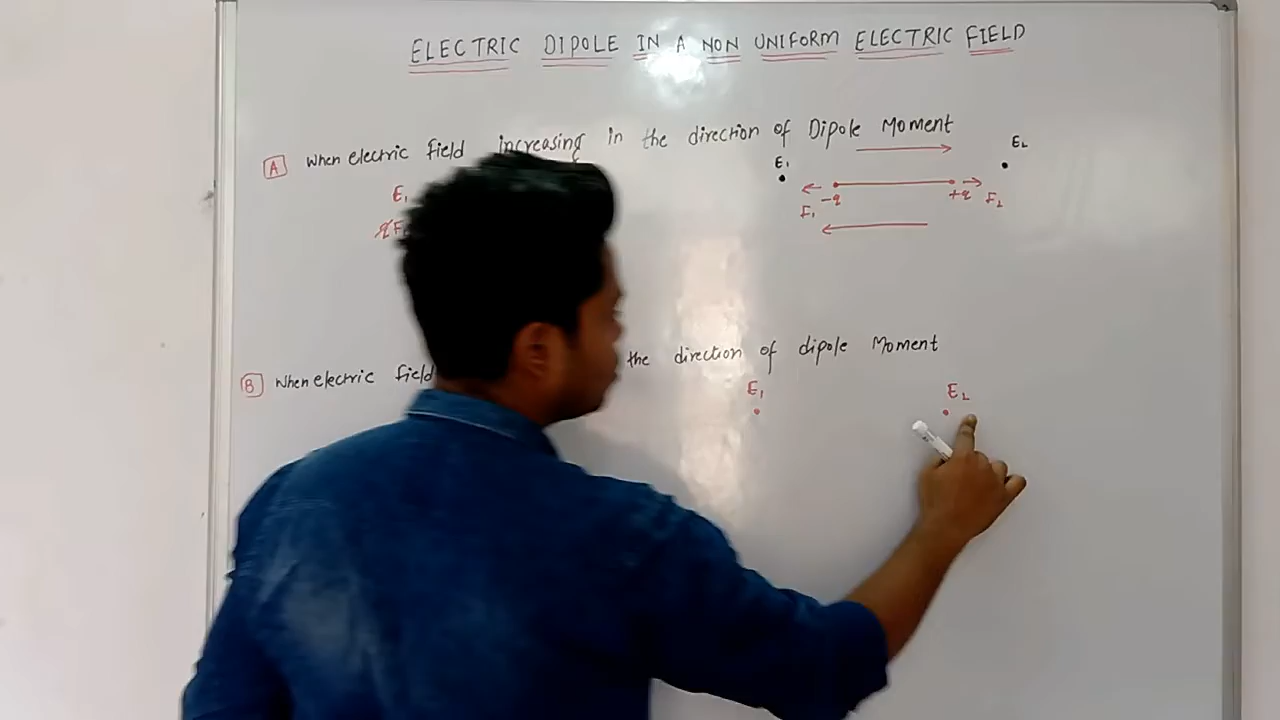 ELECTRIC DIPOLE IN A NON UNIFORM ELECTRIC FIELD
A When electric field increasing in the direction of Dipole Moment
E1
E2
E1
-q
+q
F1
F2
B When electric field the direction of dipole Moment
E1
E2